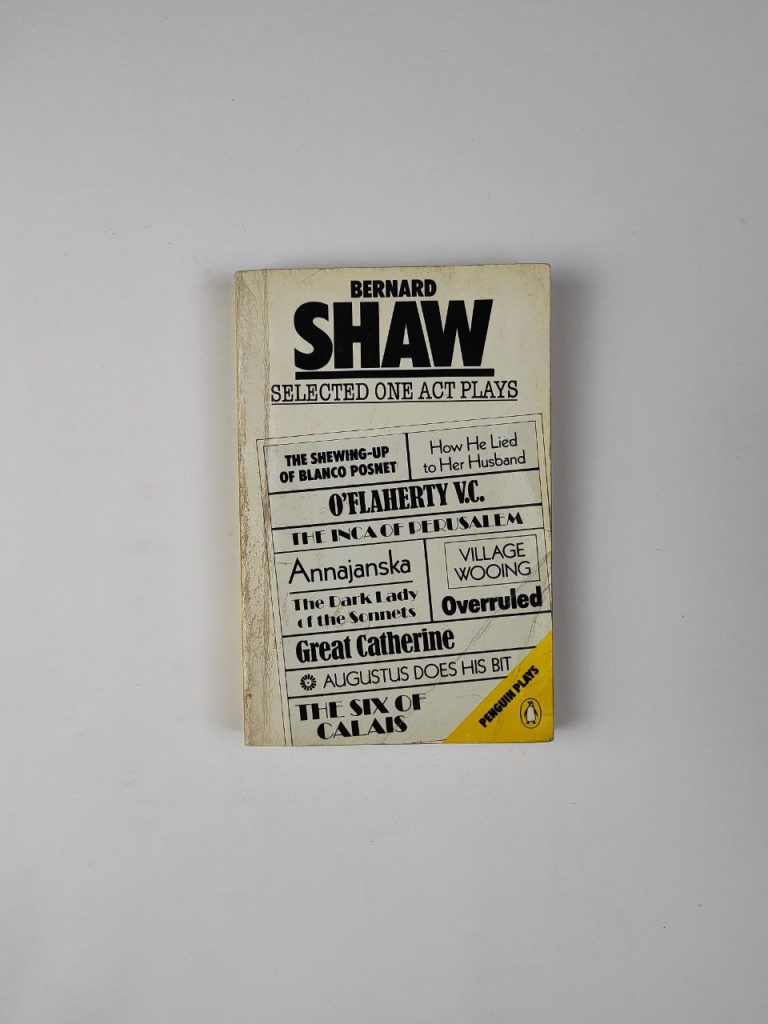 BERNARD
SHAW
SELECTED ONE ACT PLAYS
THE SHEWING-UP
OF BLANCO POSNET
How He Lied
to Her Husband
O'FLAHERTY V.C.
THE INCA OF PERUSALEM
Annajanska
The Dark Lady
of the Sonnets
VILLAGE
WOOING
Overruled
Great Catherine
AUGUSTUS DOES HIS BIT
THE SIX OF
CALAIS
PENGUIN PLAYS